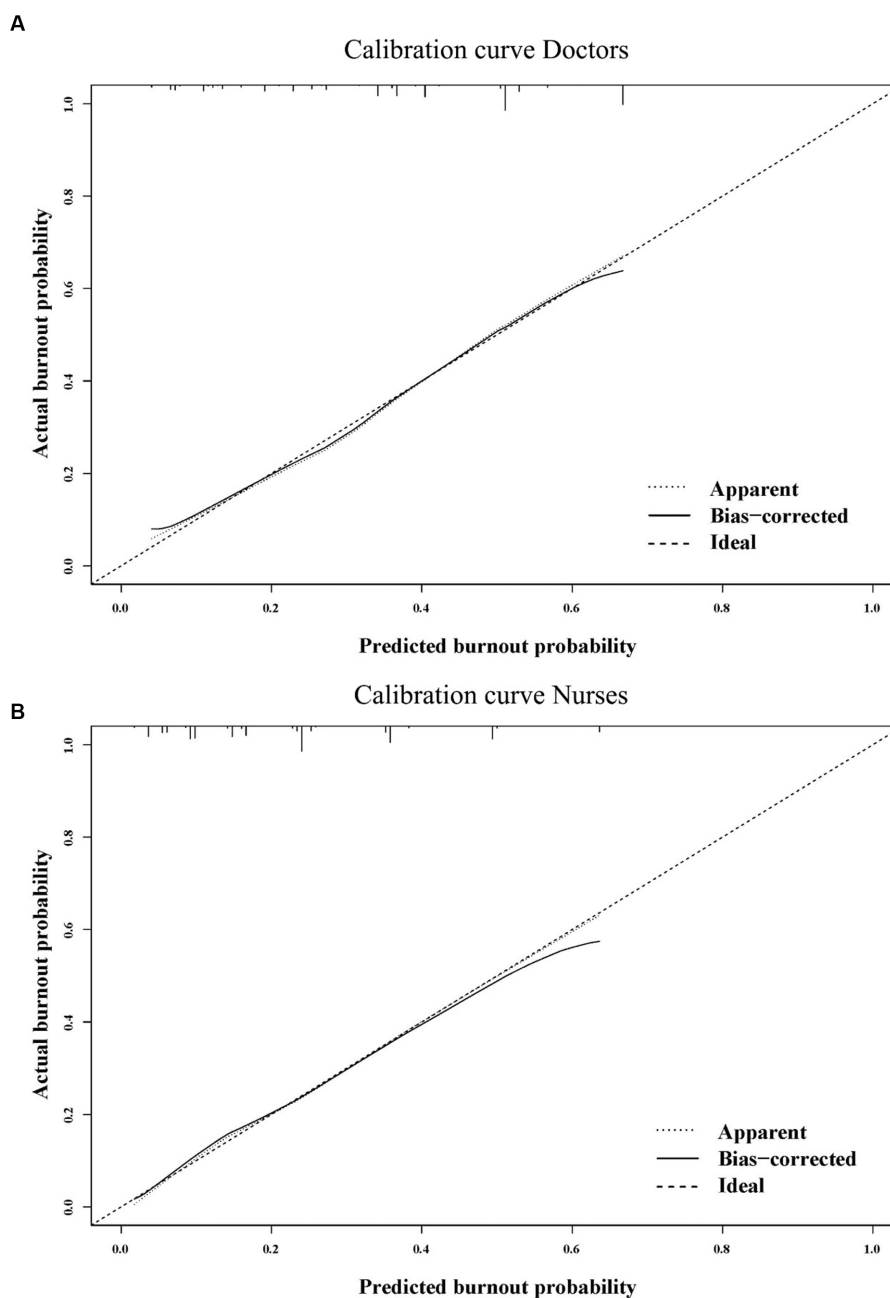 A
Calibration curve Doctors
1.0
0.8
0.6
0.4
0.2
0.0
Actual burnout probability
Apparent
Bias-corrected
Ideal
0.0 0.2 0.4 0.6 0.8 1.0
Predicted burnout probability
B
Calibration curve Nurses
1.0
0.8
0.6
0.4
0.2
0.0
Actual burnout probability
Apparent
Bias-corrected
Ideal
0.0 0.2 0.4 0.6 0.8 1.0
Predicted burnout probability